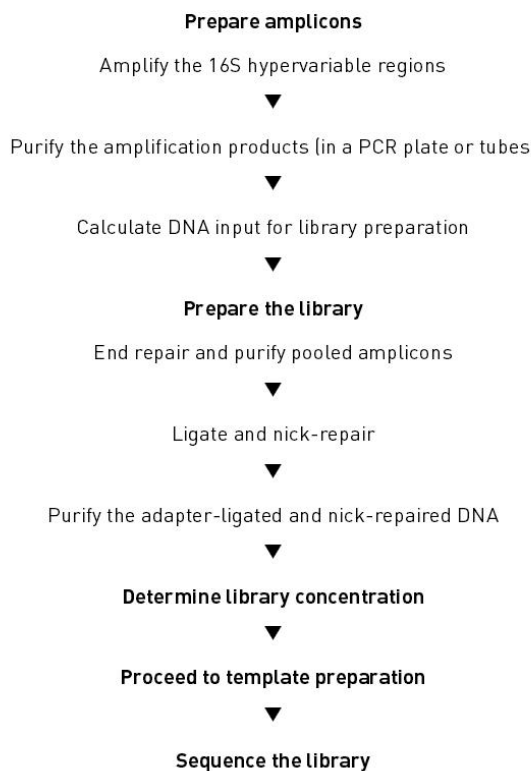 Prepare amplicons
Amplify the 16S hypervariable regions
Purify the amplification products (in a PCR plate or tubes
Calculate DNA input for library preparation
Prepare the library
End repair and purify pooled amplicons
Ligate and nick-repair
Purify the adapter-ligated and nick-repaired DNA
Determine library concentration
Proceed to template preparation
Sequence the library